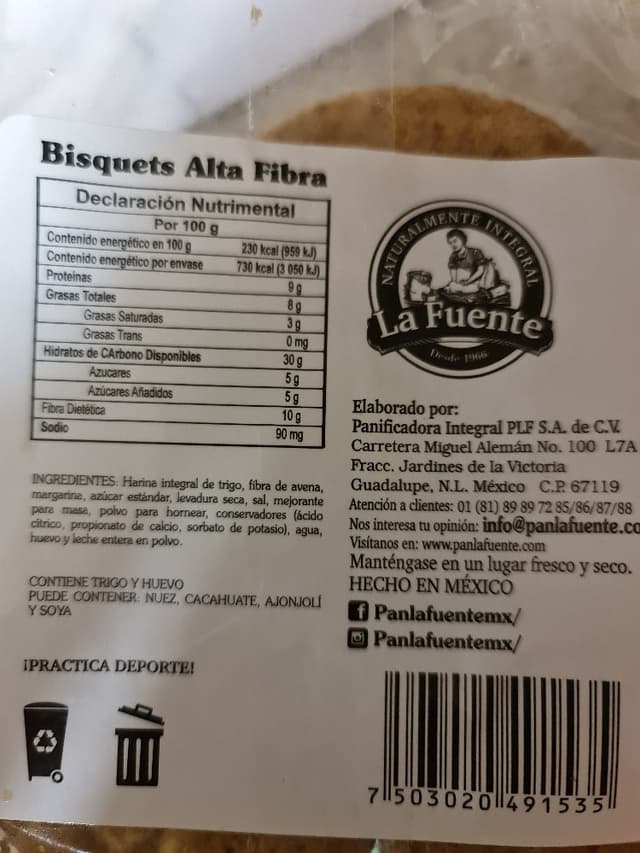 Bisquets Alta Fibra
Declaración Nutrimental
Por 100 g
Contenido energético en 100 g 230 kcal (959 kJ)
Contenido energético por envase 730 kcal (3 050 kJ)
Proteinas 9 g
Grasas Totales 8 g
Grasas Saturadas 3 g
Grasas Trans 0 mg
Hidratos de CArbono Disponibles 30 g
Azucares 5 g
Azúcares Añadidos 5 g
Fibra Dietética 10 g
Sodio 90 mg
INGREDIENTES: Harina integral de trigo, fibra de avena,
margarina, azúcar estándar, levadura seca, sal, mejorante
para masa, polvo para hornear, conservadores (ácido
cítrico, propionato de calcio, sorbato de potasio), agua,
huevo y leche entera en polvo.
CONTIENE TRIGO Y HUEVO
PUEDE CONTENER: NUEZ, CACAHUATE, AJONJOLÍ
Y SOYA
¡PRACTICA DEPORTE!
NATURALMENTE INTEGRAL
La Fuente
Desde 1966
Elaborado por:
Panificadora Integral PLF S.A. de C.V.
Carretera Miguel Alemán No. 100 L7A
Fracc. Jardines de la Victoria
Guadalupe, N.L. México C.P. 67119
Atención a clientes: 01 (81) 89 89 72 85/86/87/88
Nos interesa tu opinión: info@panlafuente.co
Visítanos en: www.panlafuente.com
Manténgase en un lugar fresco y seco.
HECHO EN MÉXICO
Panlafuentemx/
Panlafuentemx/
7 503020 491535